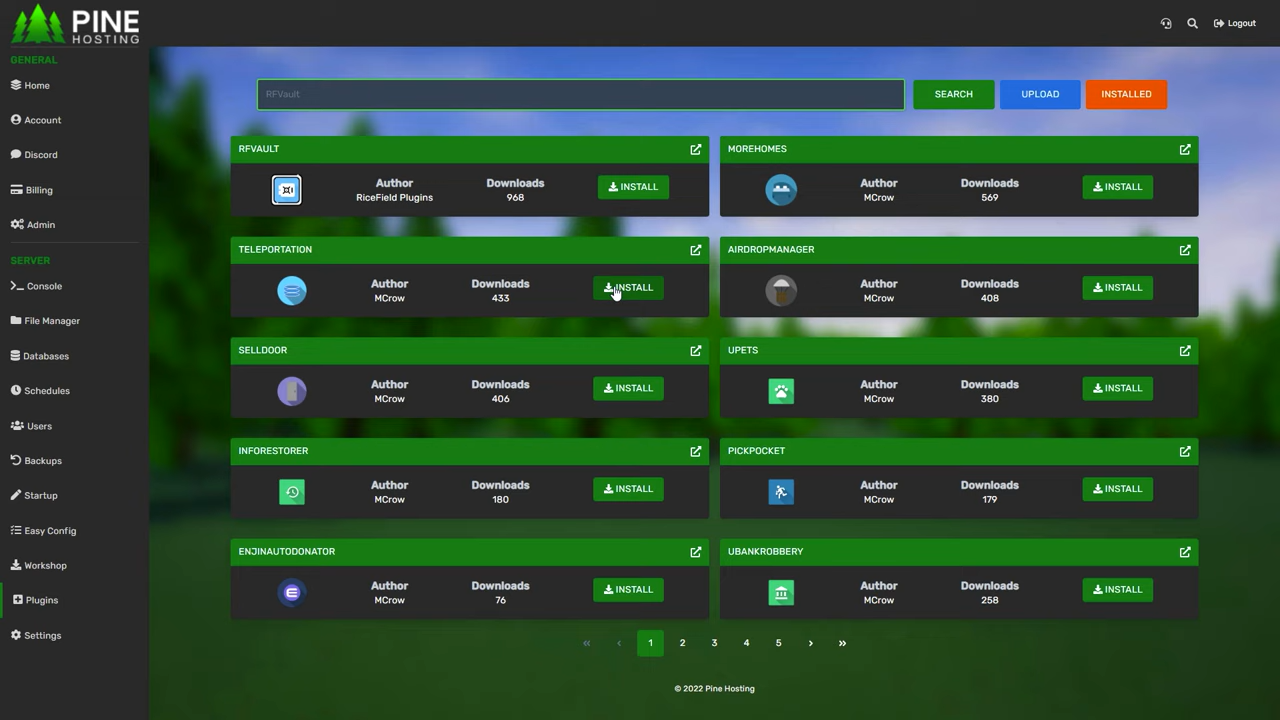 PINE
HOSTING
Logout
GENERAL
Home
Account
Discord
Billing
Admin
SERVER
Console
File Manager
Databases
Schedules
Users
Backups
Startup
Easy Config
Workshop
Plugins
Settings
RFVault
SEARCH
UPLOAD
INSTALLED
RFVAULT
Author
RiceField Plugins
Downloads
968
INSTALL
MOREHOMES
Author
MCrow
Downloads
569
INSTALL
TELEPORTATION
Author
MCrow
Downloads
433
INSTALL
AIRDROPMANAGER
Author
MCrow
Downloads
408
INSTALL
SELLDOOR
Author
MCrow
Downloads
406
INSTALL
UPETS
Author
MCrow
Downloads
380
INSTALL
INFORESTORER
Author
MCrow
Downloads
180
INSTALL
PICKPOCKET
Author
MCrow
Downloads
179
INSTALL
ENJINAUTODONATOR
Author
MCrow
Downloads
76
INSTALL
UBANKROBBERY
Author
MCrow
Downloads
258
INSTALL
« ‹ 1 2 3 4 5 › »
© 2022 Pine Hosting